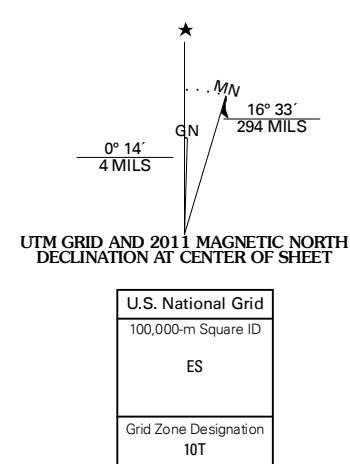 MN
GN
16° 33´
294 MILS
0° 14´
4 MILS
UTM GRID AND 2011 MAGNETIC NORTH
DECLINATION AT CENTER OF SHEET
U.S. National Grid
100,000-m Square ID
ES
Grid Zone Designation
10T